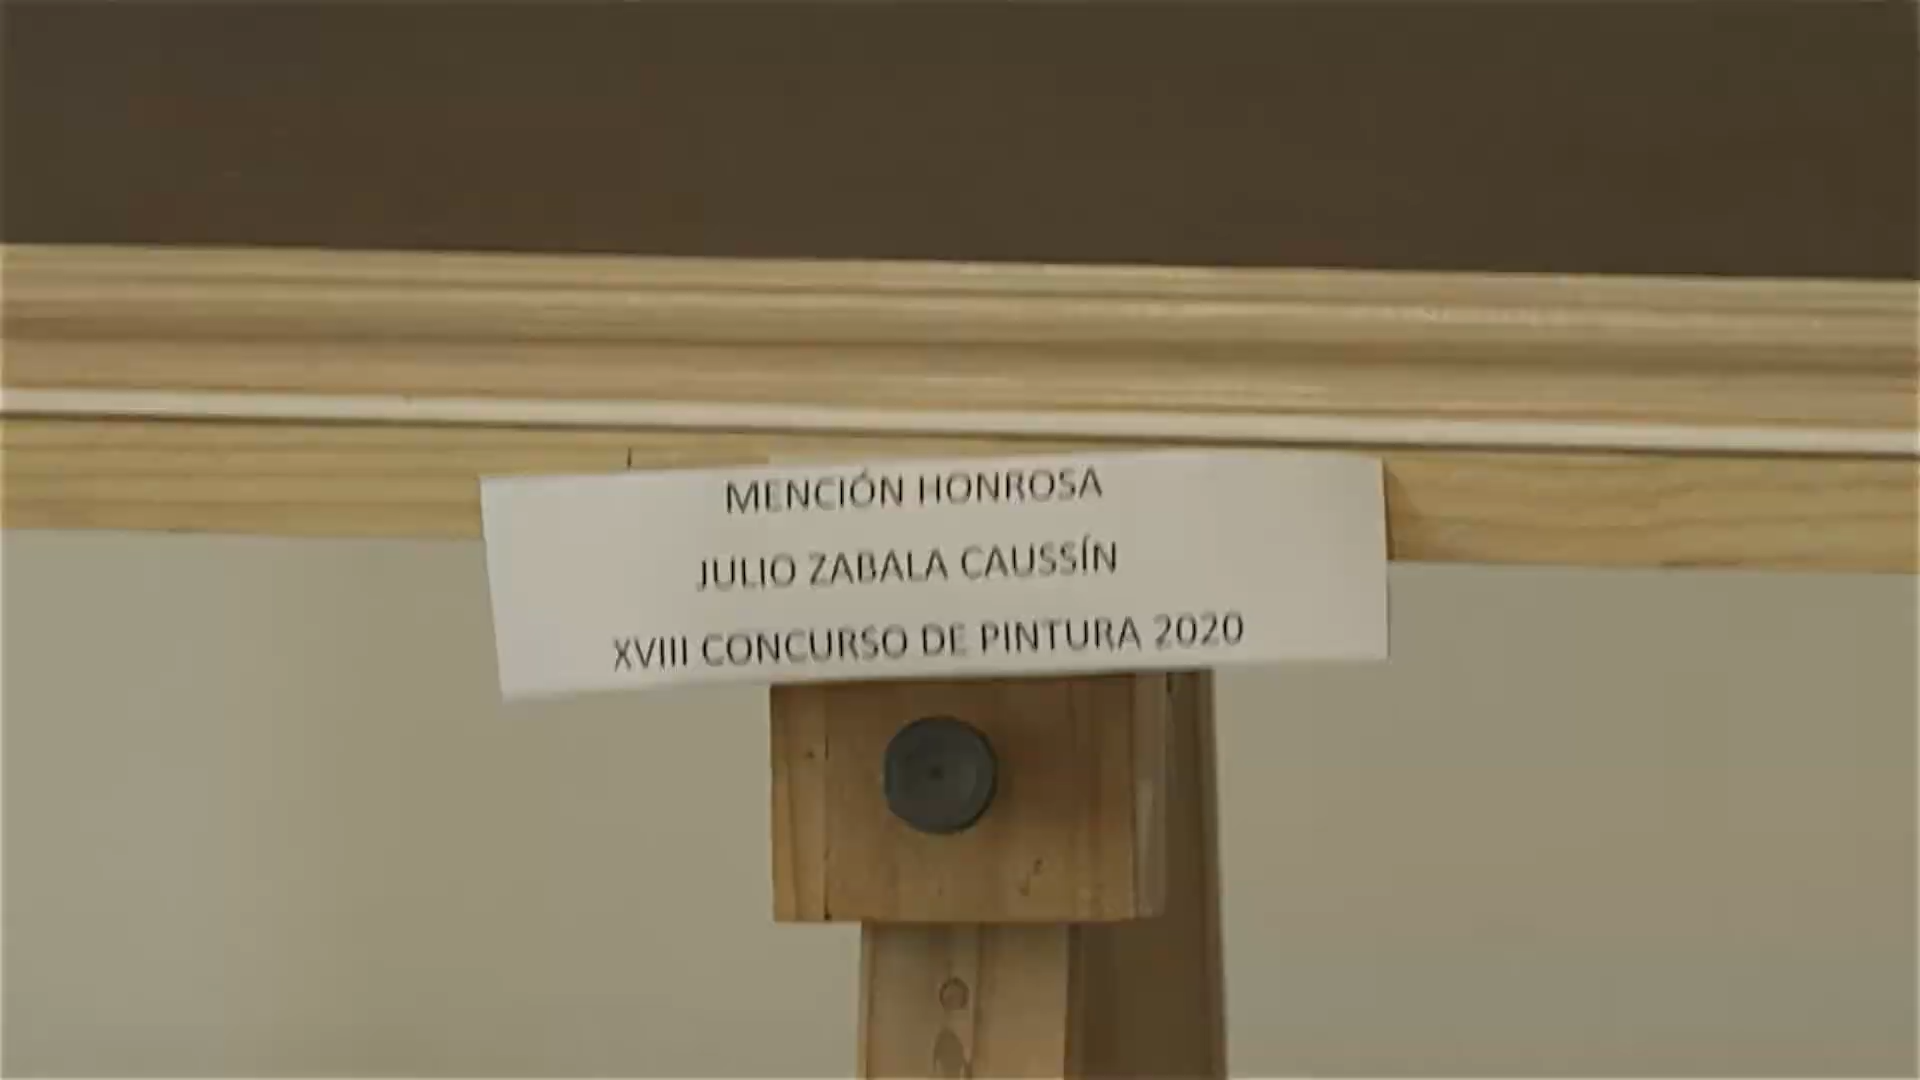 MENCIÓN HONROSA
JULIO ZABALA CAUSSÍN
XVIII CONCURSO DE PINTURA 2020